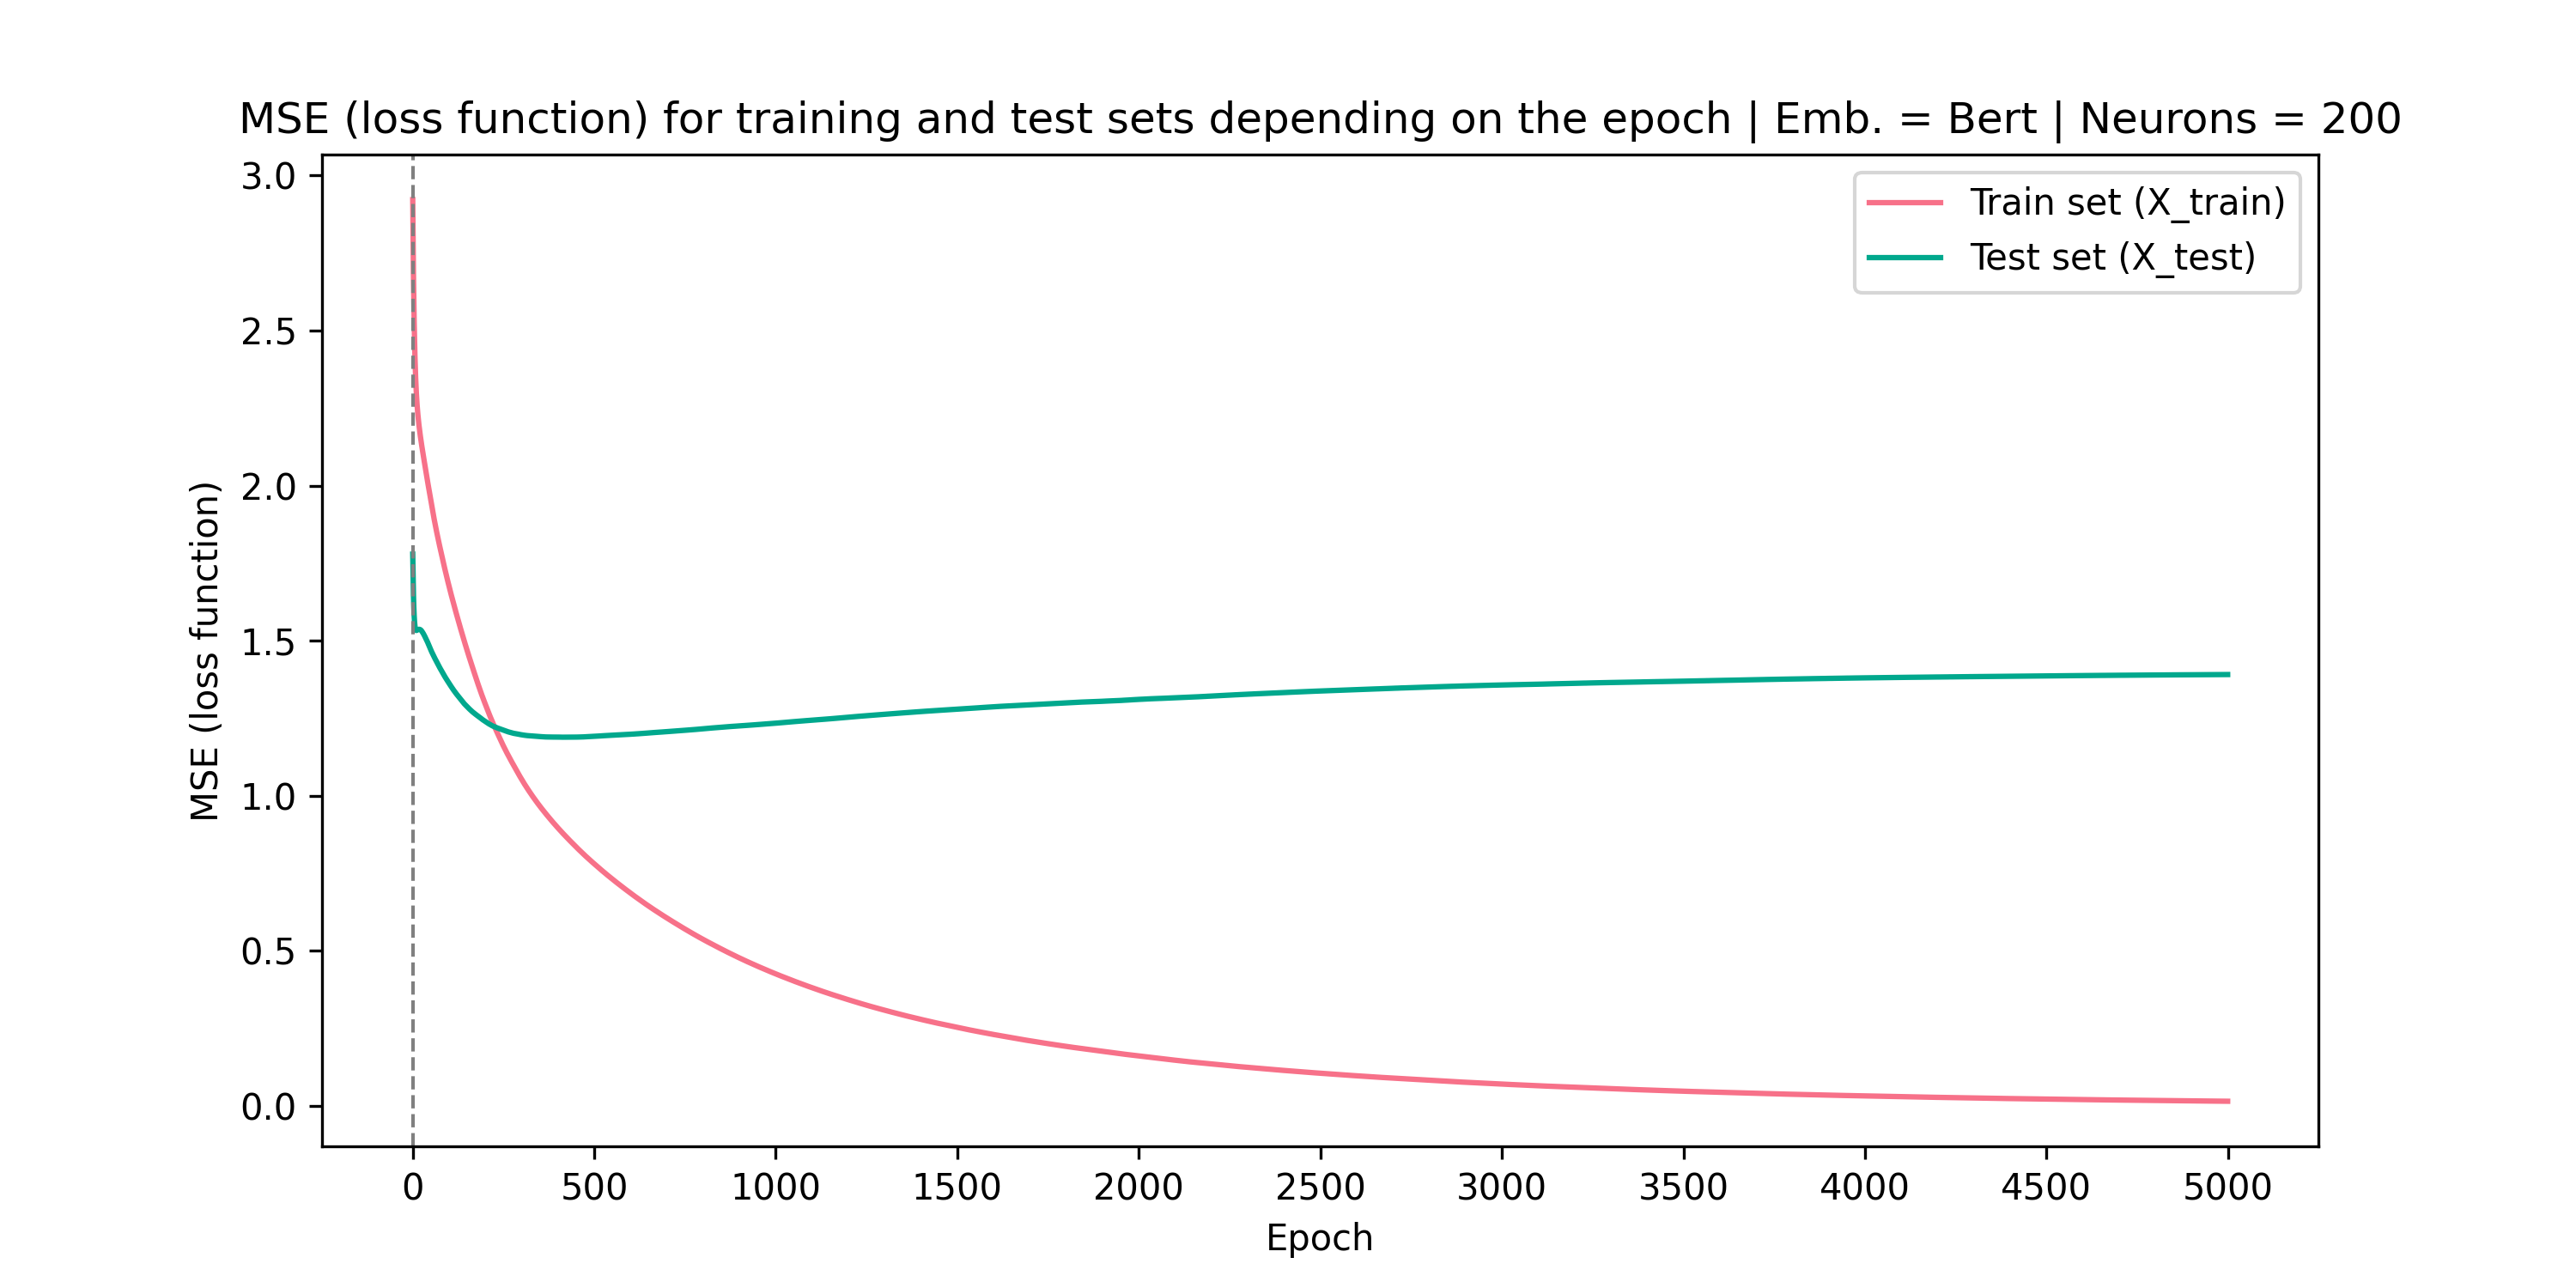 MSE (loss function) for training and test sets depending on the epoch | Emb. = Bert | Neurons = 200
Train set (X_train)
Test set (X_test)
MSE (loss function)
3.0
2.5
2.0
1.5
1.0
0.5
0.0
0 500 1000 1500 2000 2500 3000 3500 4000 4500 5000
Epoch